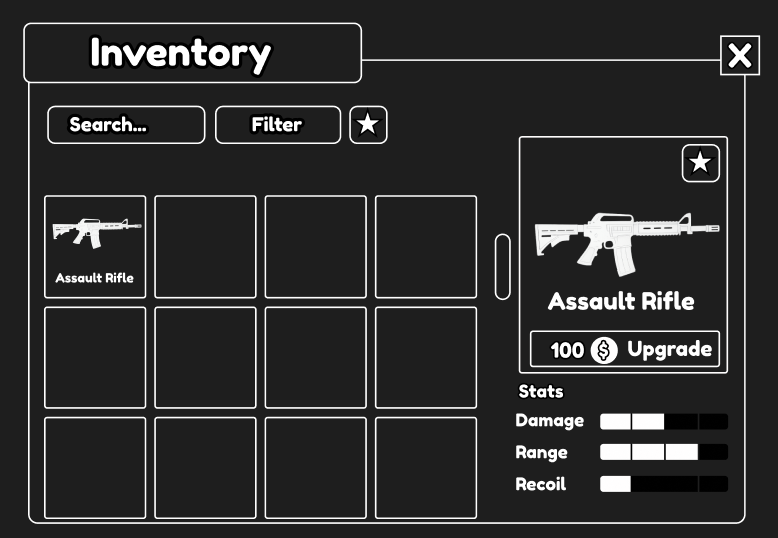 Inventory
X
Search...
Filter
Assault Rifle
Assault Rifle
100 $ Upgrade
Stats
Damage
Range
Recoil